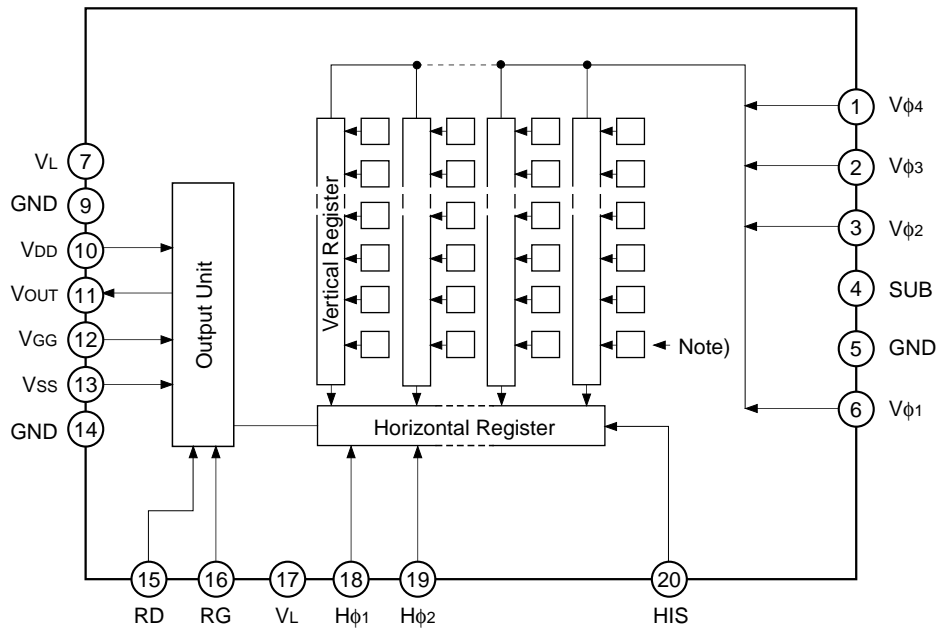 1 Vϕ4
2 Vϕ3
3 Vϕ2
4 SUB
5 GND
6 Vϕ1
VL 7
GND 9
VDD 10
VOUT 11
VGG 12
VSS 13
GND 14
Output Unit
Vertical Register
Note)
Horizontal Register
15 16 17 18 19 20
RD RG VL Hϕ1 Hϕ2 HIS